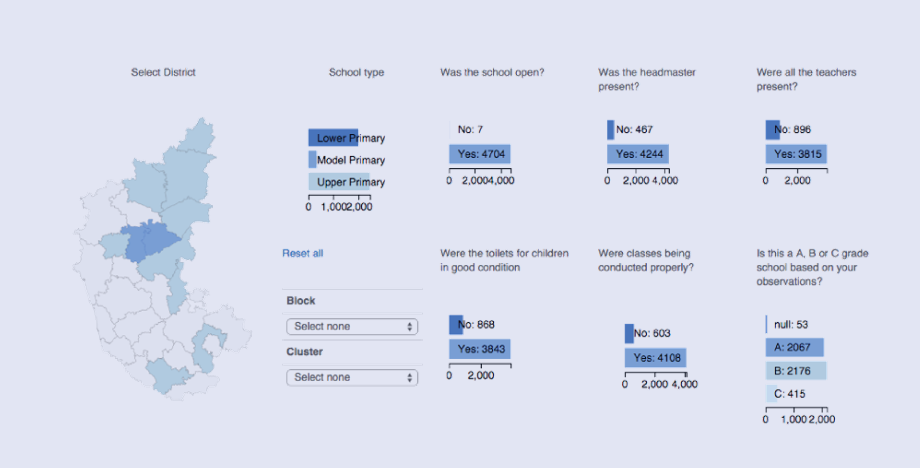 Select District
School type
Lower Primary
Model Primary
Upper Primary
0 1,0002,000
Was the school open?
No: 7
Yes: 4704
0 2,0004,000
Was the headmaster
present?
No: 467
Yes: 4244
0 2,000 4,000
Were all the teachers
present?
No: 896
Yes: 3815
0 2,000
Reset all
Block
Select none
Cluster
Select none
Were the toilets for children
in good condition
No: 868
Yes: 3843
0 2,000
Were classes being
conducted properly?
No: 603
Yes: 4108
0 2,000 4,000
Is this a A, B or C grade
school based on your
observations?
null: 53
A: 2067
B: 2176
C: 415
0 1,000 2,000